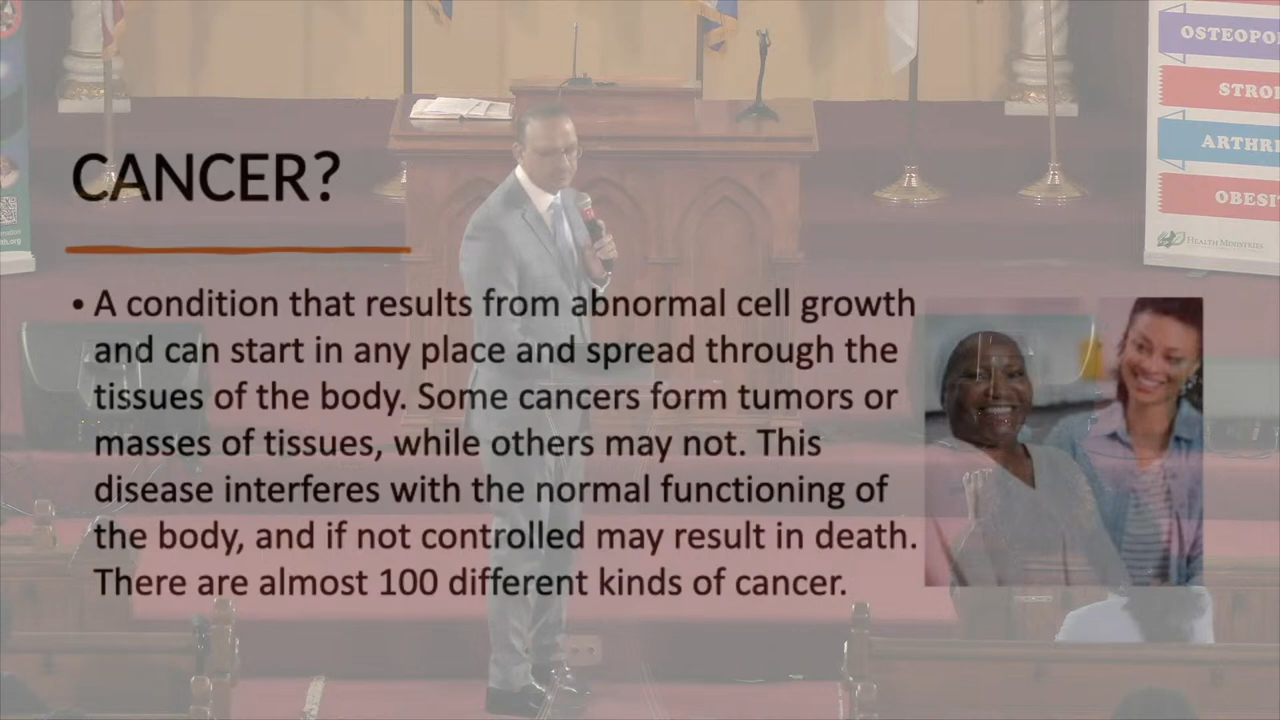 OSTEOPO
STRO
ARTHRI
OBESI
HEALTH MINISTRIES
CANCER?
• A condition that results from abnormal cell growth
and can start in any place and spread through the
tissues of the body. Some cancers form tumors or
masses of tissues, while others may not. This
disease interferes with the normal functioning of
the body, and if not controlled may result in death.
There are almost 100 different kinds of cancer.